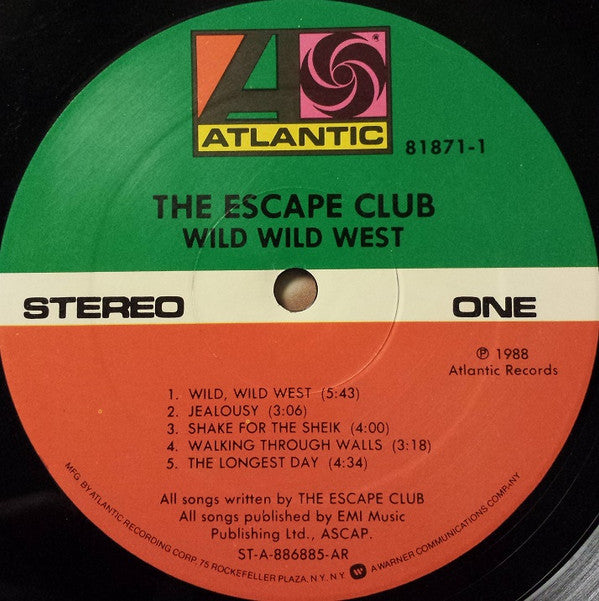 ATLANTIC
81871-1
THE ESCAPE CLUB
WILD WILD WEST
STEREO
ONE
℗ 1988
Atlantic Records
1. WILD, WILD WEST (5:43)
2. JEALOUSY (3:06)
3. SHAKE FOR THE SHEIK (4:00)
4. WALKING THROUGH WALLS (3:18)
5. THE LONGEST DAY (4:34)
All songs written by THE ESCAPE CLUB
All songs published by EMI Music
Publishing Ltd., ASCAP.
ST-A-886885-AR
MFG. BY ATLANTIC RECORDING CORP. 75 ROCKEFELLER PLAZA, N.Y. N.Y. A WARNER COMMUNICATIONS COMPANY